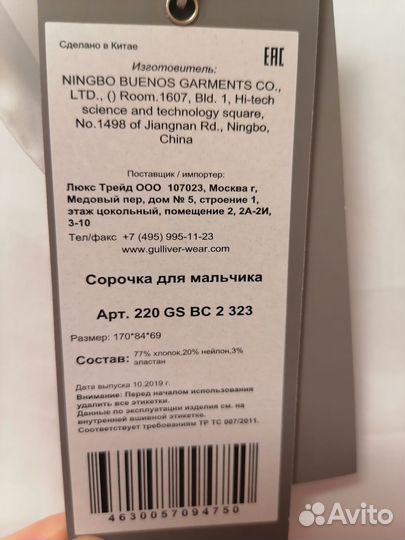 Сделано в Китае
EAC
Изготовитель:
NINGBO BUENOS GARMENTS CO.,
LTD., () Room.1607, Bld. 1, Hi-tech
science and technology square,
No.1498 of Jiangnan Rd., Ningbo,
China
Поставщик / импортер:
Люкс Трейд ООО 107023, Москва г,
Медовый пер, дом № 5, строение 1,
этаж цокольный, помещение 2, 2А-2И,
3-10
Тел/факс +7 (495) 995-11-23
www.gulliver-wear.com
Сорочка для мальчика
Арт. 220 GS BC 2 323
Размер: 170*84*69
Состав: 77% хлопок,20% нейлон,3%
эластан
Дата выпуска 10.2019 г.
Внимание: Перед началом использования
удалить все этикетки.
Данные по эксплуатации изделия см. на
внутренней вшивной этикетке.
Соответствует требованиям ТР ТС 007/2011.
4630057094750
Avito